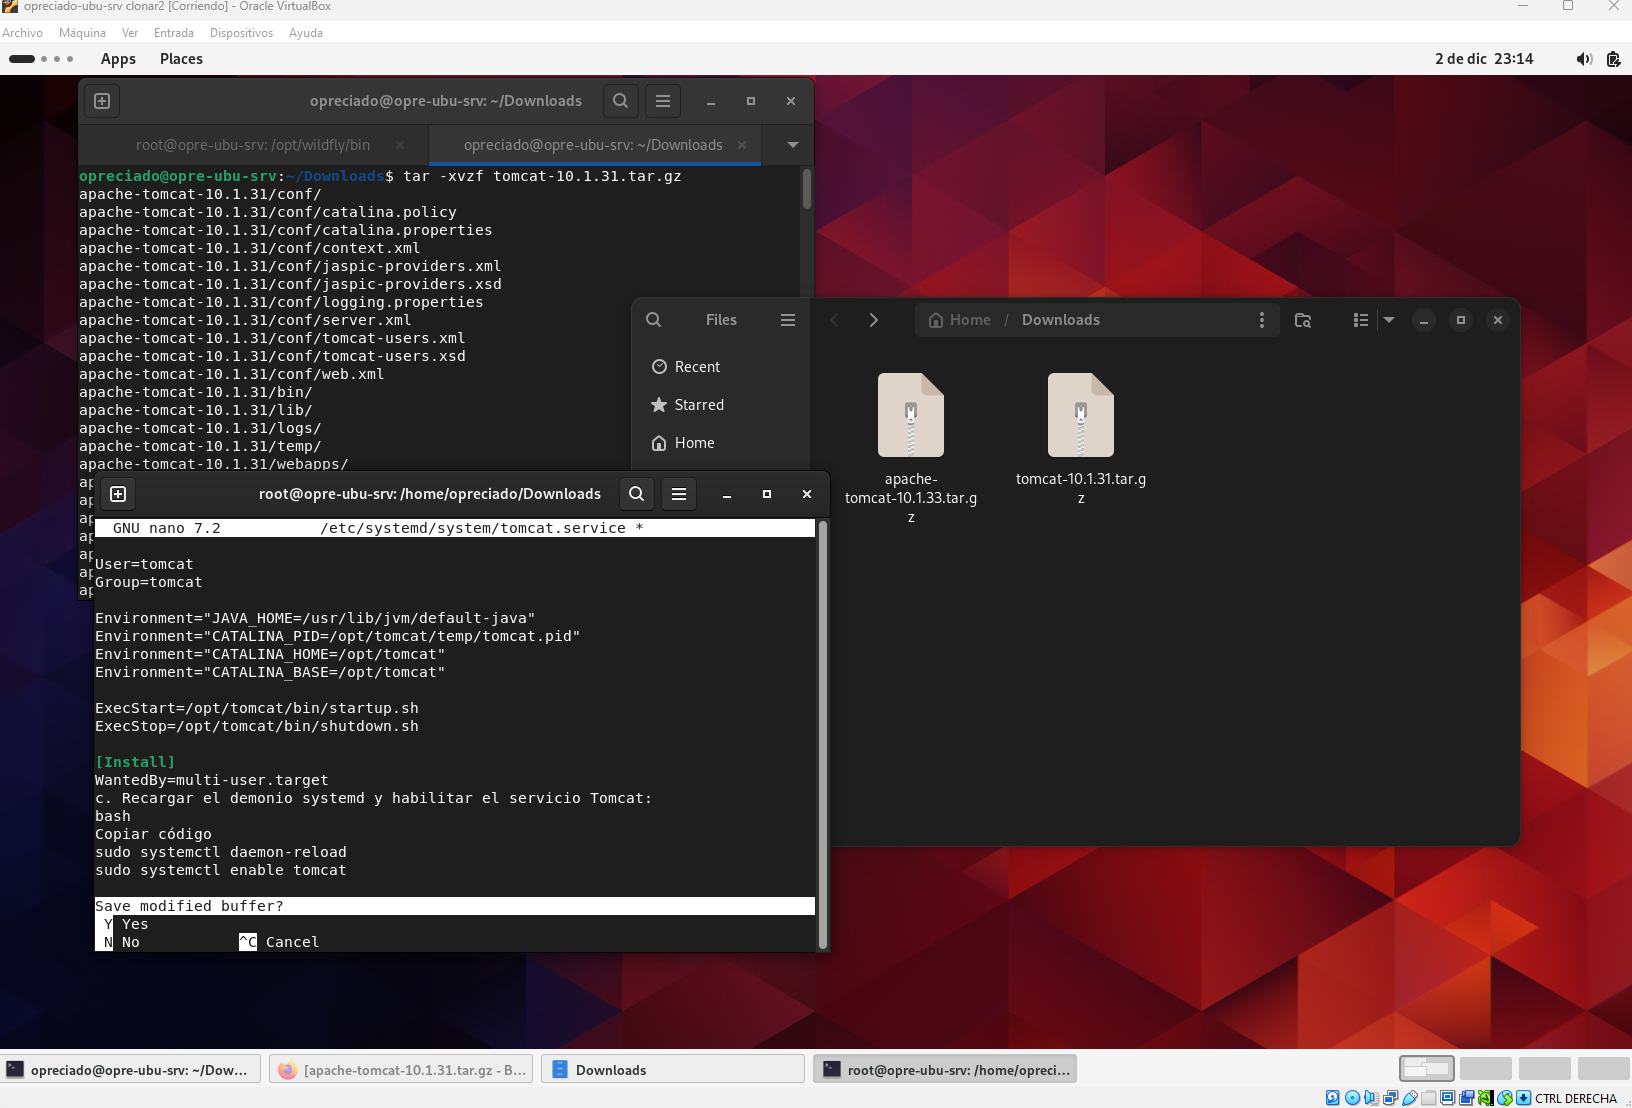 opreciado-ubu-srv clonar2 [Corriendo] - Oracle VirtualBox
Archivo Máquina Ver Entrada Dispositivos Ayuda
Apps Places 2 de dic 23:14
opreciado@opre-ubu-srv: ~/Downloads
root@opre-ubu-srv: /opt/wildfly/bin opreciado@opre-ubu-srv: ~/Downloads
opreciado@opre-ubu-srv:~/Downloads$ tar -xvzf tomcat-10.1.31.tar.gz
apache-tomcat-10.1.31/conf/
apache-tomcat-10.1.31/conf/catalina.policy
apache-tomcat-10.1.31/conf/catalina.properties
apache-tomcat-10.1.31/conf/context.xml
apache-tomcat-10.1.31/conf/jaspic-providers.xml
apache-tomcat-10.1.31/conf/jaspic-providers.xsd
apache-tomcat-10.1.31/conf/logging.properties
apache-tomcat-10.1.31/conf/server.xml
apache-tomcat-10.1.31/conf/tomcat-users.xml
apache-tomcat-10.1.31/conf/tomcat-users.xsd
apache-tomcat-10.1.31/conf/web.xml
apache-tomcat-10.1.31/bin/
apache-tomcat-10.1.31/lib/
apache-tomcat-10.1.31/logs/
apache-tomcat-10.1.31/temp/
apache-tomcat-10.1.31/webapps/
Files
Home / Downloads
Recent
Starred
Home
apache-
tomcat-10.1.33.tar.g
z
tomcat-10.1.31.tar.g
z
root@opre-ubu-srv: /home/opreciado/Downloads
GNU nano 7.2 /etc/systemd/system/tomcat.service *
User=tomcat
Group=tomcat
Environment="JAVA_HOME=/usr/lib/jvm/default-java"
Environment="CATALINA_PID=/opt/tomcat/temp/tomcat.pid"
Environment="CATALINA_HOME=/opt/tomcat"
Environment="CATALINA_BASE=/opt/tomcat"
ExecStart=/opt/tomcat/bin/startup.sh
ExecStop=/opt/tomcat/bin/shutdown.sh
[Install]
WantedBy=multi-user.target
c. Recargar el demonio systemd y habilitar el servicio Tomcat:
bash
Copiar código
sudo systemctl daemon-reload
sudo systemctl enable tomcat
Save modified buffer?
Y Yes
N No ^C Cancel
opreciado@opre-ubu-srv: ~/Dow... [apache-tomcat-10.1.31.tar.gz - B... Downloads root@opre-ubu-srv: /home/opreci...
CTRL DERECHA